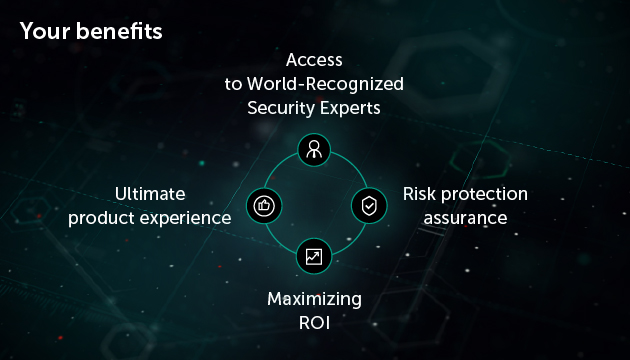 Your benefits
Access
to World-Recognized
Security Experts
Ultimate
product experience
Risk protection
assurance
Maximizing
ROI